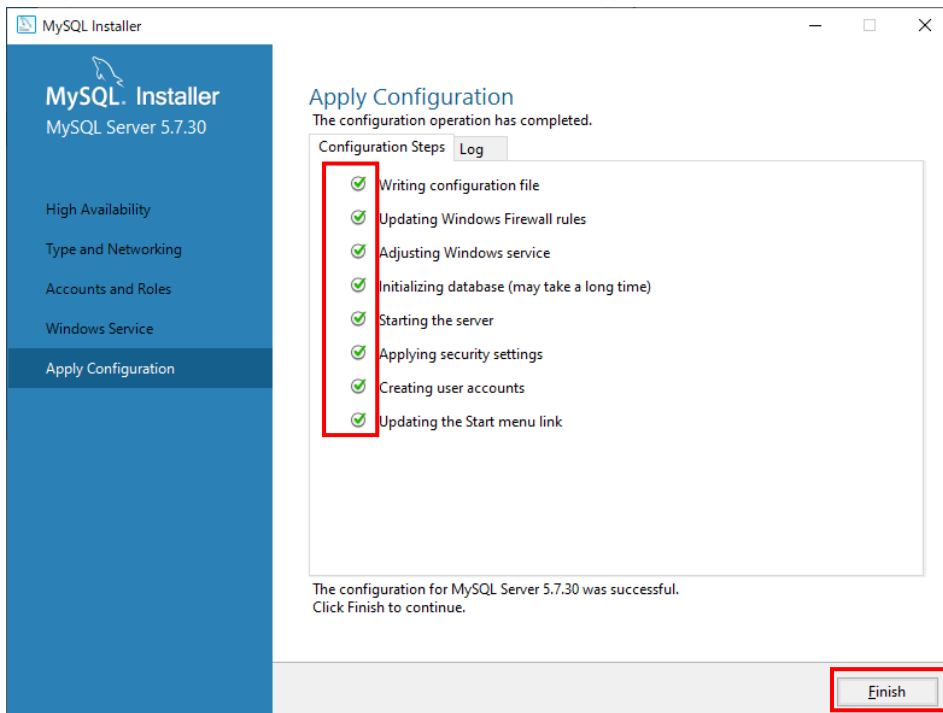 MySQL Installer
MySQL. Installer
MySQL Server 5.7.30
High Availability
Type and Networking
Accounts and Roles
Windows Service
Apply Configuration
Apply Configuration
The configuration operation has completed.
Configuration Steps Log
Writing configuration file
Updating Windows Firewall rules
Adjusting Windows service
Initializing database (may take a long time)
Starting the server
Applying security settings
Creating user accounts
Updating the Start menu link
The configuration for MySQL Server 5.7.30 was successful.
Click Finish to continue.
Finish